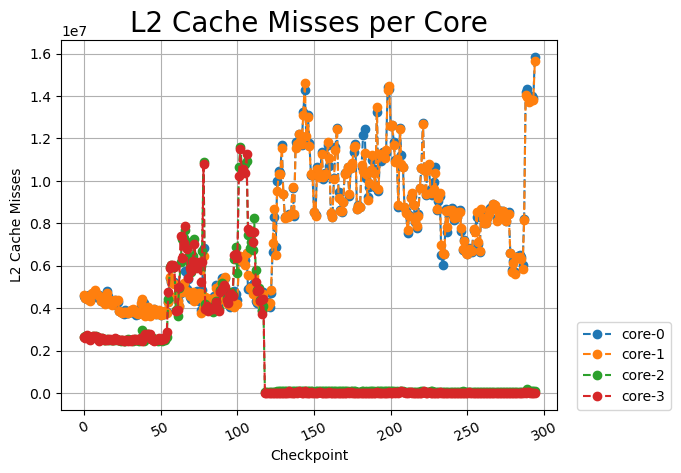 L2 Cache Misses per Core
1e7
1.6
1.4
1.2
1.0
0.8
0.6
0.4
0.2
0.0
L2 Cache Misses
0
50
100
150
200
250
300
Checkpoint
core-0
core-1
core-2
core-3